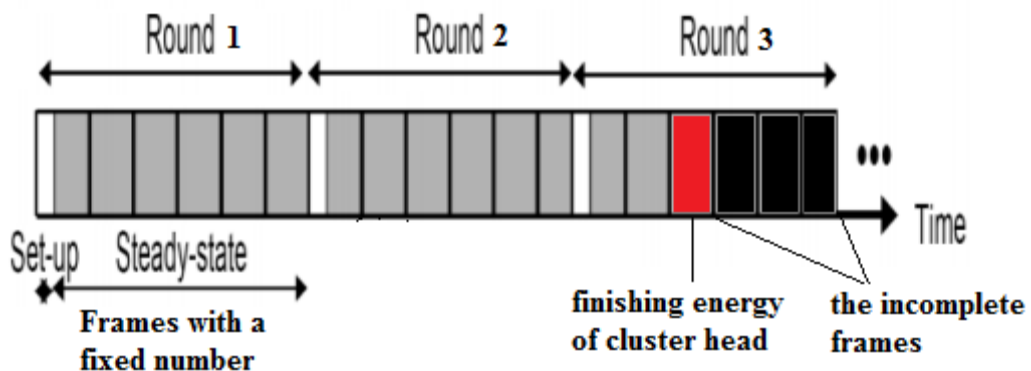 Round 1
Round 2
Round 3
•••
Time
Set-up
Steady-state
Frames with a
fixed number
finishing energy
of cluster head
the incomplete
frames